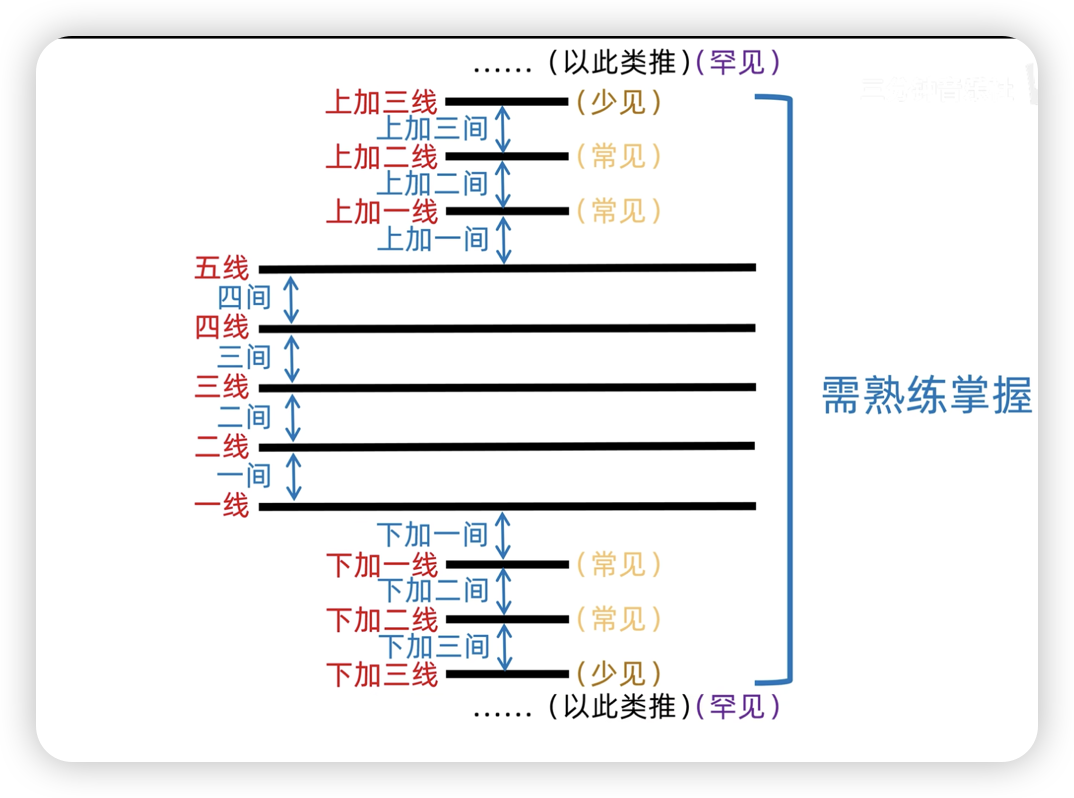 ……（以此类推）（罕见）
上加三线（少见）
上加三间
上加二线（常见）
上加二间
上加一线（常见）
上加一间
五线
四间
四线
三间
三线
需熟练掌握
二间
二线
一间
一线
下加一间
下加一线（常见）
下加二间
下加二线（常见）
下加三间
下加三线（少见）
……（以此类推）（罕见）